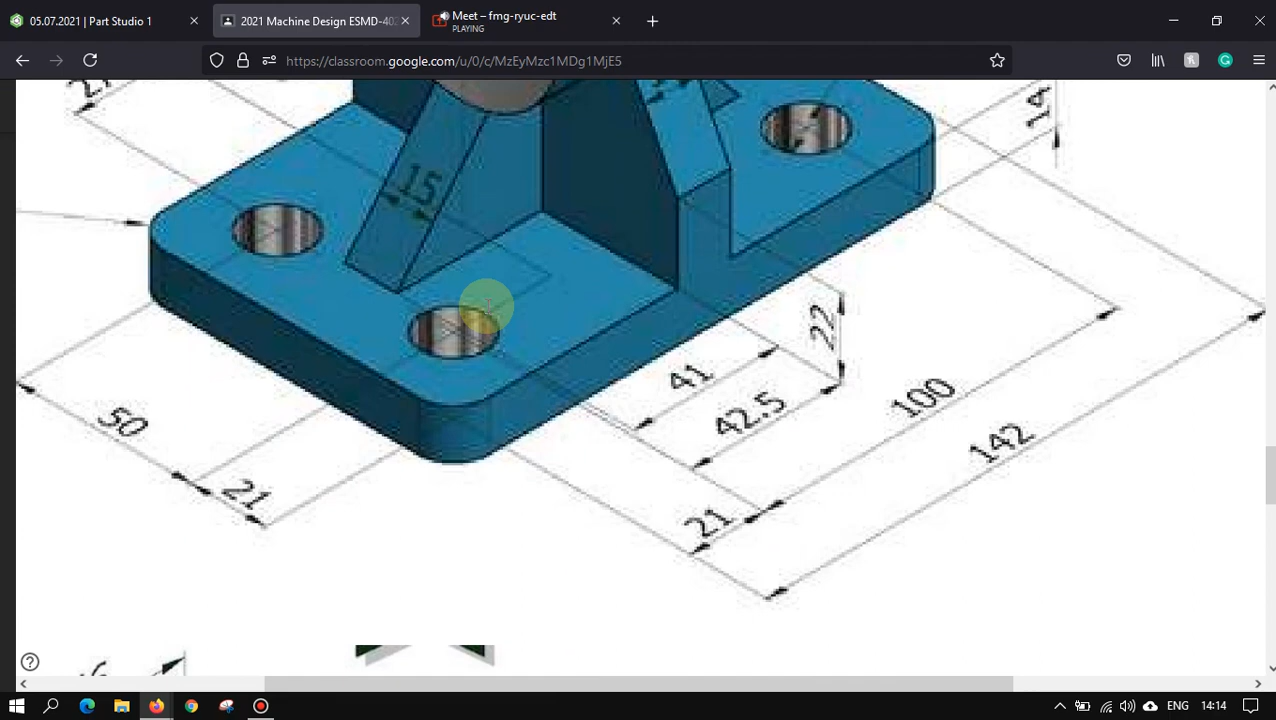 05.07.2021 | Part Studio 1
2021 Machine Design ESMD-40
Meet – fmg-ryuc-edt
PLAYING
https://classroom.google.com/u/0/c/MzEyMzc1MDg1MjE5
14
15
22
41
42.5
100
142
50
21
21
ENG
14:14